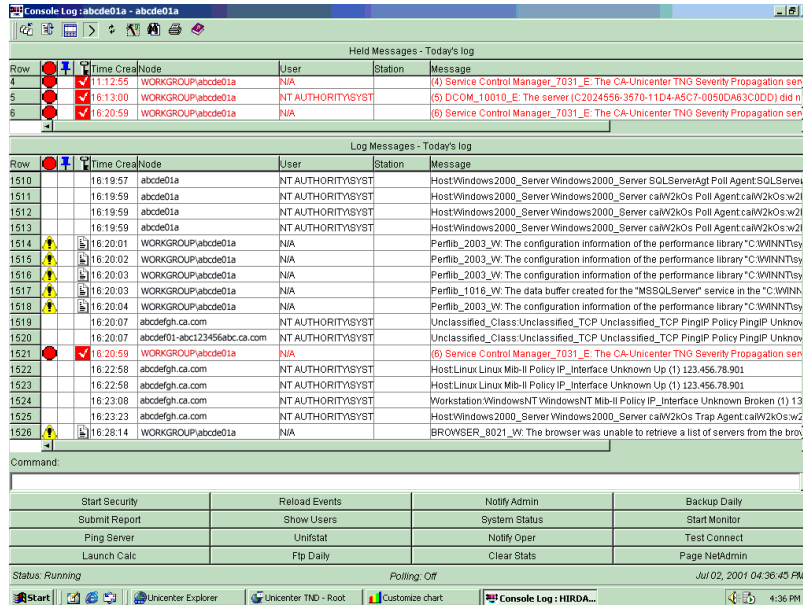 Console Log :abcde01a - abcde01a
Held Messages - Today's log
Row Time Crea Node User Station Message
4 11:12:55 WORKGROUP\abcde01a N/A (4) Service Control Manager_7031_E: The CA-Unicenter TNG Severity Propagation ser
5 16:13:00 WORKGROUP\abcde01a NT AUTHORITY\SYST (5) DCOM_10010_E: The server {C2024556-3570-11D4-A5C7-0050DA63C0DD} did n
6 16:20:59 WORKGROUP\abcde01a N/A (6) Service Control Manager_7031_E: The CA-Unicenter TNG Severity Propagation ser
Log Messages - Today's log
Row Time Crea Node User Station Message
1510 16:19:57 abcde01a NT AUTHORITY\SYST Host:Windows2000_Server Windows2000_Server SQLServerAgt Poll Agent:SQLServe
1511 16:19:59 abcde01a NT AUTHORITY\SYST Host:Windows2000_Server Windows2000_Server caiW2kOs Poll Agent:caiW2kOs:w2
1512 16:19:59 abcde01a NT AUTHORITY\SYST Host:Windows2000_Server Windows2000_Server caiW2kOs Poll Agent:caiW2kOs:w2
1513 16:19:59 abcde01a NT AUTHORITY\SYST Host:Windows2000_Server Windows2000_Server caiW2kOs Poll Agent:caiW2kOs:w2
1514 16:20:01 WORKGROUP\abcde01a N/A Perflib_2003_W: The configuration information of the performance library "C:\WINNT\sy
1515 16:20:02 WORKGROUP\abcde01a N/A Perflib_2003_W: The configuration information of the performance library "C:\WINNT\sy
1516 16:20:03 WORKGROUP\abcde01a N/A Perflib_2003_W: The configuration information of the performance library "C:\WINNT\sy
1517 16:20:03 WORKGROUP\abcde01a N/A Perflib_1016_W: The data buffer created for the "MSSQLServer" service in the "C:\WINN
1518 16:20:04 WORKGROUP\abcde01a N/A Perflib_2003_W: The configuration information of the performance library "C:\WINNT\sy
1519 16:20:07 abcdefgh.ca.com NT AUTHORITY\SYST Unclassified_Class:Unclassified_TCP Unclassified_TCP PingIP Policy PingIP Unknov
1520 16:20:07 abcdef01-abc123456abc.ca.com NT AUTHORITY\SYST Unclassified_Class:Unclassified_TCP Unclassified_TCP PingIP Policy PingIP Unknov
1521 16:20:59 WORKGROUP\abcde01a N/A (6) Service Control Manager_7031_E: The CA-Unicenter TNG Severity Propagation ser
1522 16:22:58 abcdefgh.ca.com NT AUTHORITY\SYST Host:Linux Linux Mib-II Policy IP_Interface Unknown Up (1) 123.456.78.901
1523 16:22:58 abcdefgh.ca.com NT AUTHORITY\SYST Host:Linux Linux Mib-II Policy IP_Interface Unknown Up (1) 123.456.78.901
1524 16:23:08 abcdefgh.ca.com NT AUTHORITY\SYST Workstation:WindowsNT WindowsNT Mib-II Policy IP_Interface Unknown Broken (1) 13
1525 16:23:23 abcdefgh.ca.com NT AUTHORITY\SYST Host:Windows2000_Server Windows2000_Server caiW2kOs Trap Agent:caiW2kOs:w2
1526 16:28:14 WORKGROUP\abcde01a N/A BROWSER_8021_W: The browser was unable to retrieve a list of servers from the brov
Command:
Start Security Reload Events Notify Admin Backup Daily
Submit Report Show Users System Status Start Monitor
Ping Server Unifstat Notify Oper Test Connect
Launch Calc Ftp Daily Clear Stats Page NetAdmin
Status: Running Polling: Off Jul 02, 2001 04:36:45 PM
Start Unicenter Explorer Unicenter TND - Root Customize chart Console Log : HIRDA... 4:36 PM